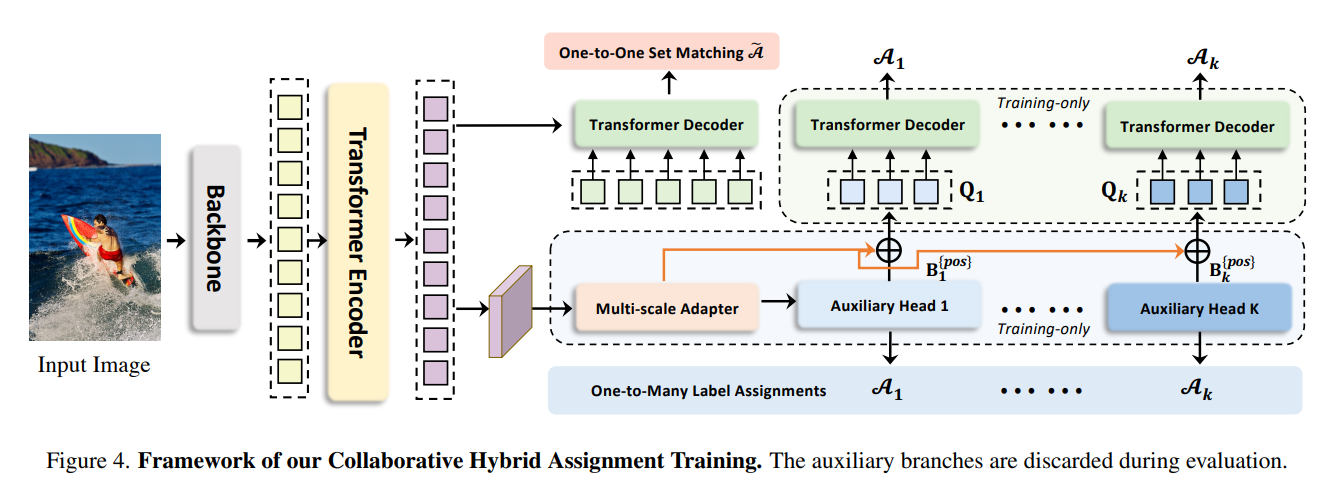 One-to-One Set Matching Ã
𝒜1
𝒜k
Training-only
Transformer Decoder
Transformer Decoder
Transformer Decoder
Q1
Qk
Backbone
Transformer Encoder
B1{pos}
Bk{pos}
Multi-scale Adapter
Auxiliary Head 1
Auxiliary Head K
Training-only
Input Image
One-to-Many Label Assignments
𝒜1
𝒜k
Figure 4. Framework of our Collaborative Hybrid Assignment Training. The auxiliary branches are discarded during evaluation.